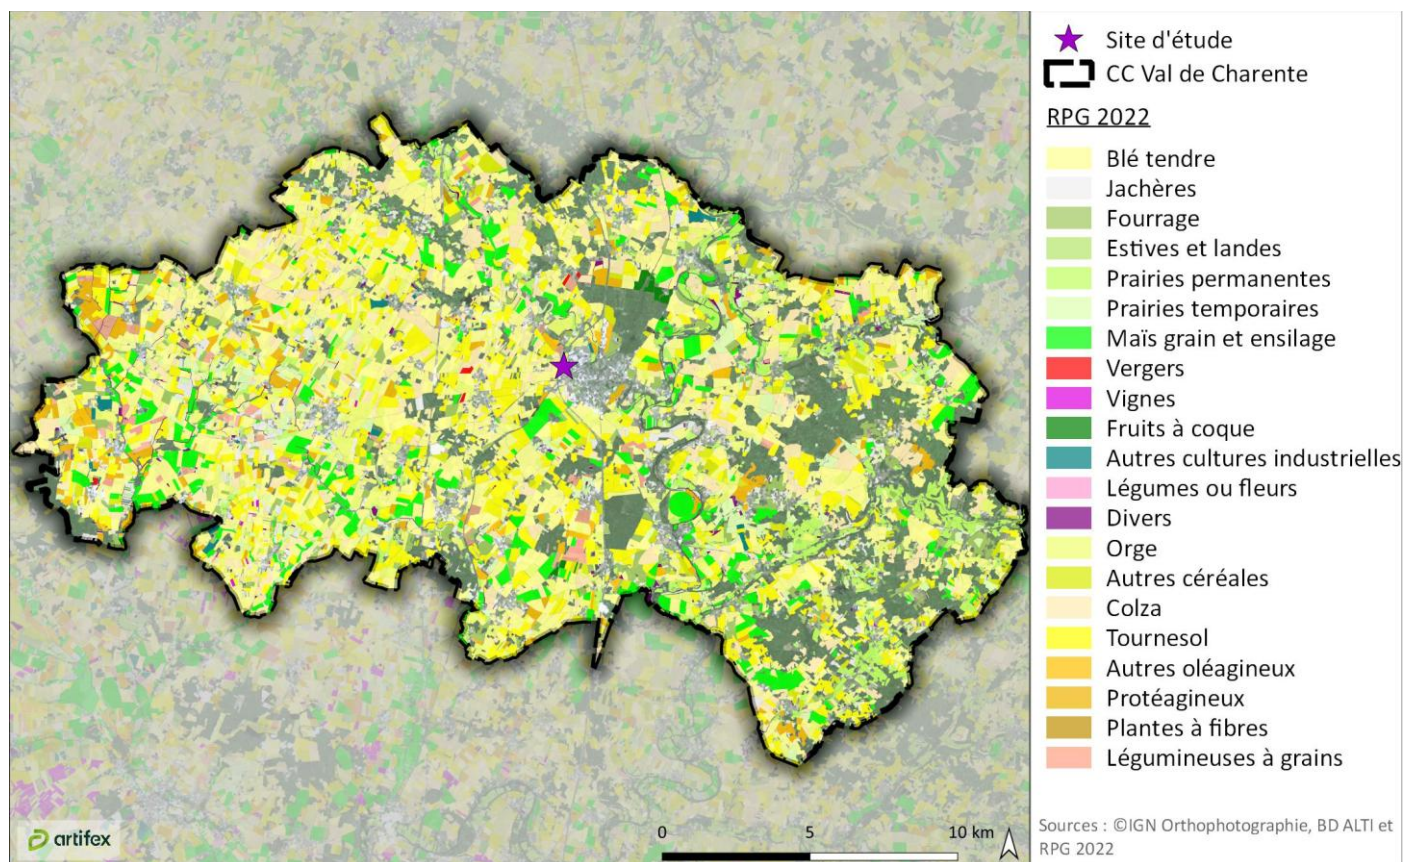 Site d'étude
CC Val de Charente
RPG 2022
Blé tendre
Jachères
Fourrage
Estives et landes
Prairies permanentes
Prairies temporaires
Maïs grain et ensilage
Vergers
Vignes
Fruits à coque
Autres cultures industrielles
Légumes ou fleurs
Divers
Orge
Autres céréales
Colza
Tournesol
Autres oléagineux
Protéagineux
Plantes à fibres
Légumineuses à grains
artifex
0 5 10 km
Sources : ©IGN Orthophotographie, BD ALTI et
RPG 2022